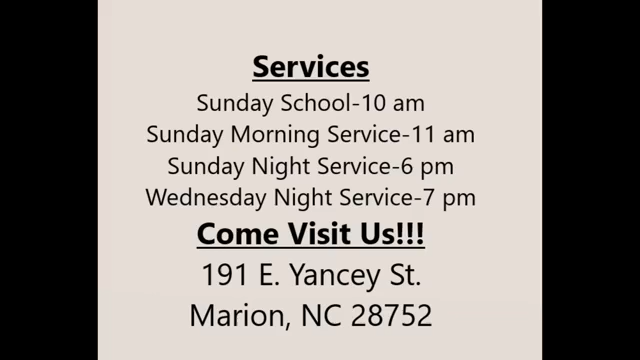 Services
Sunday School-10 am
Sunday Morning Service-11 am
Sunday Night Service-6 pm
Wednesday Night Service-7 pm
Come Visit Us!!!
191 E. Yancey St.
Marion, NC 28752